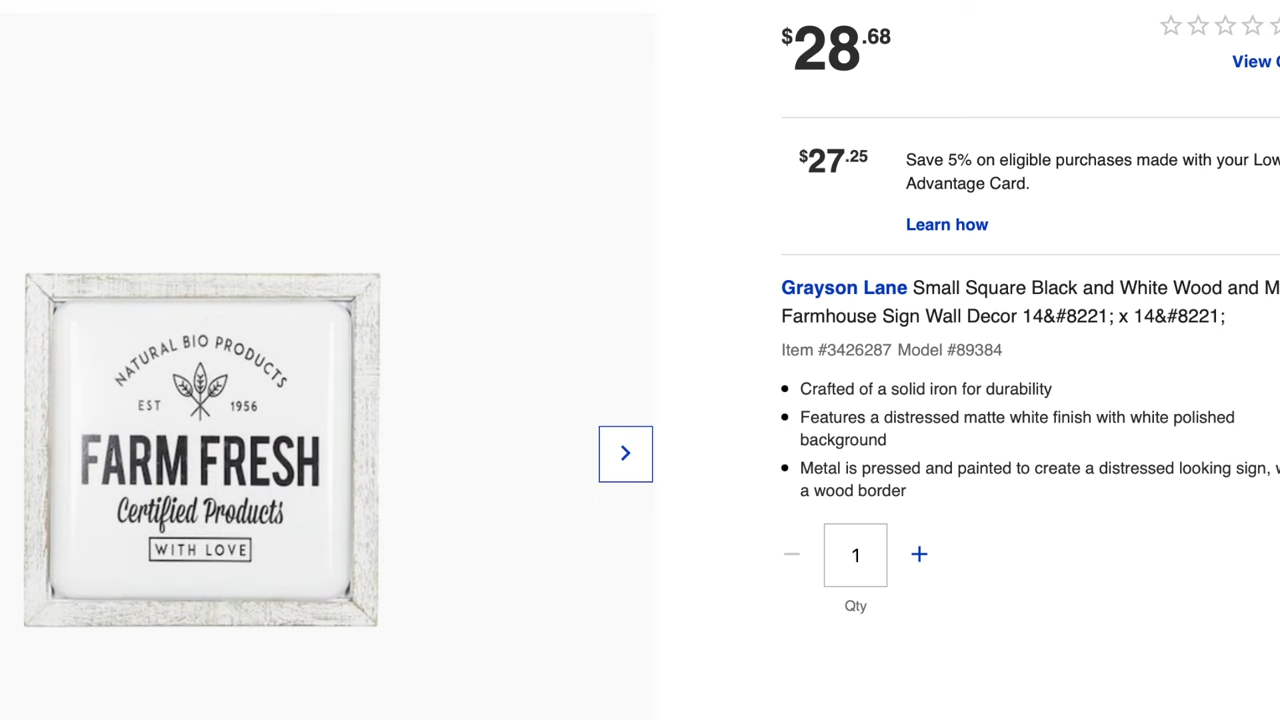 $28.68
View
$27.25
Save 5% on eligible purchases made with your
Advantage Card.
Learn how
Grayson Lane Small Square Black and White Wood and
Farmhouse Sign Wall Decor 14&#8221; x 14&#8221;
Item #3426287 Model #89384
Crafted of a solid iron for durability
Features a distressed matte white finish with white polished
background
Metal is pressed and painted to create a distressed looking sign,
a wood border
1
Qty
NATURAL BIO PRODUCTS
EST 1956
FARM FRESH
Certified Products
WITH LOVE